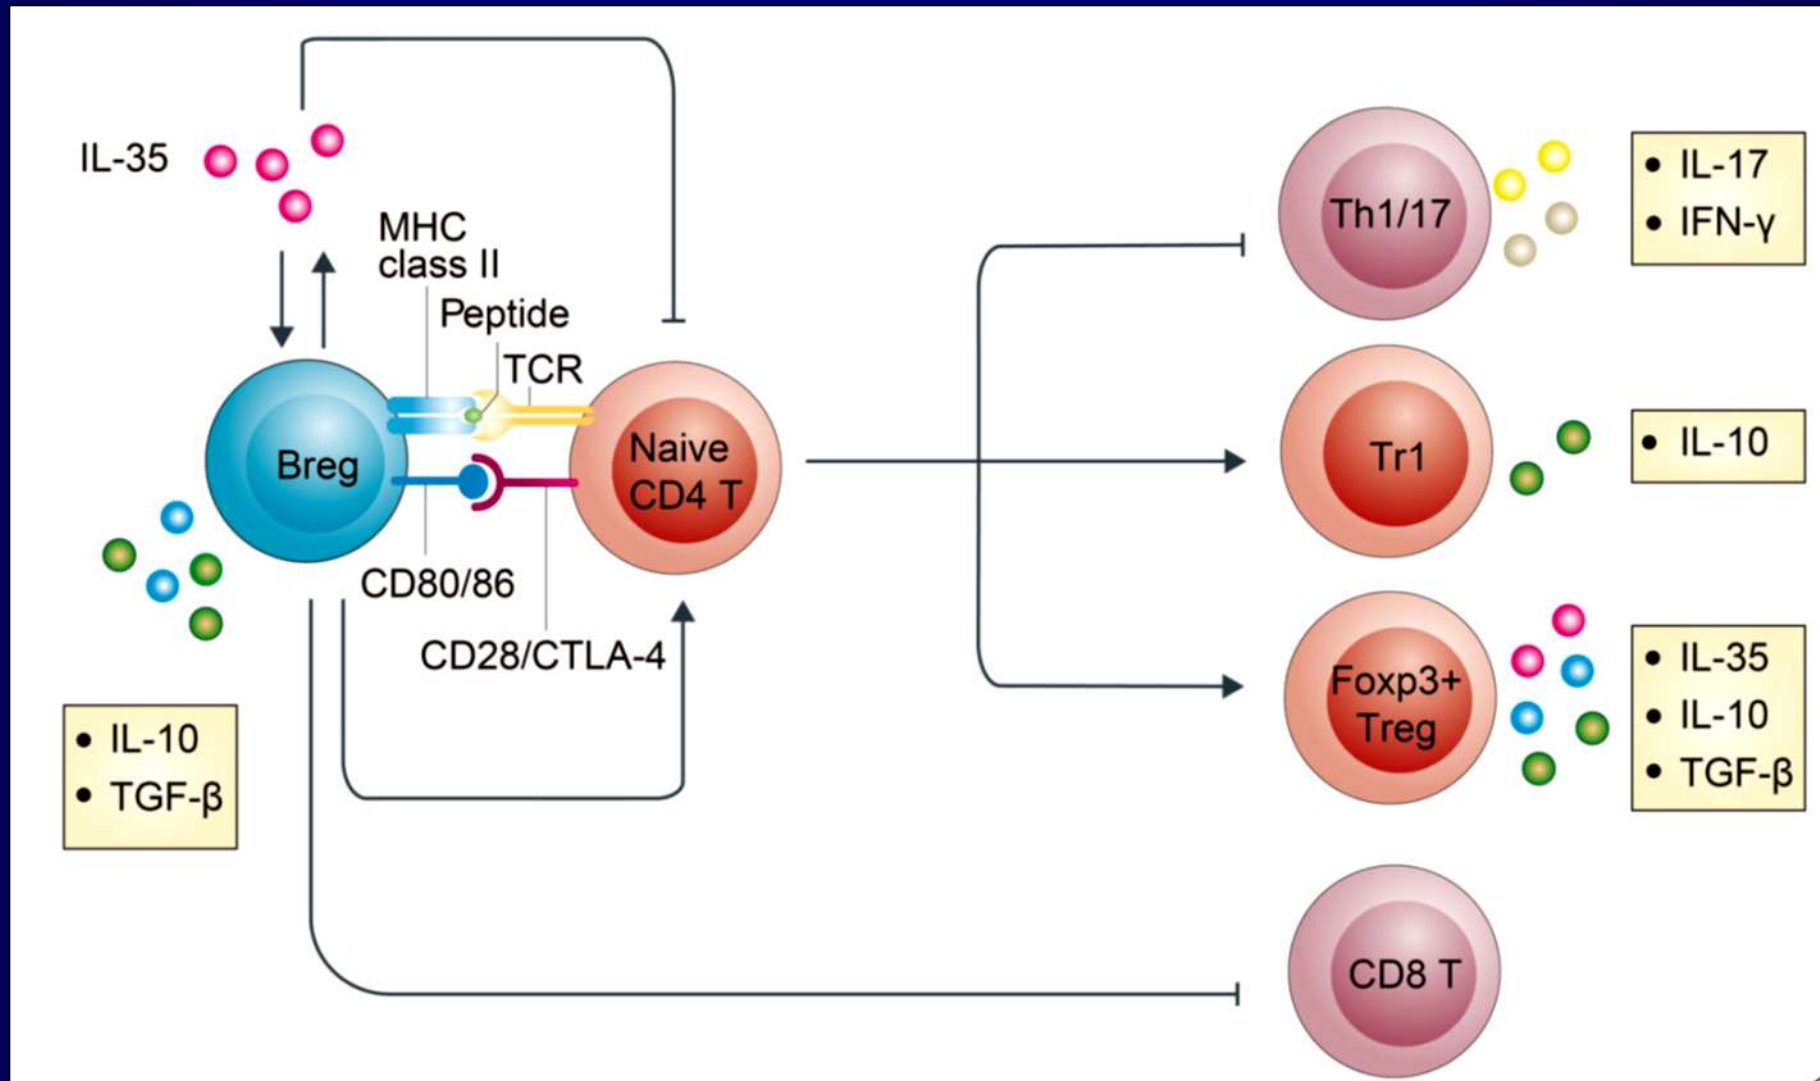 IL-35
MHC
class II
Peptide
TCR
Breg
Naive
CD4 T
CD80/86
CD28/CTLA-4
• IL-10
• TGF-β
Th1/17
• IL-17
• IFN-γ
Tr1
• IL-10
Foxp3+
Treg
• IL-35
• IL-10
• TGF-β
CD8 T